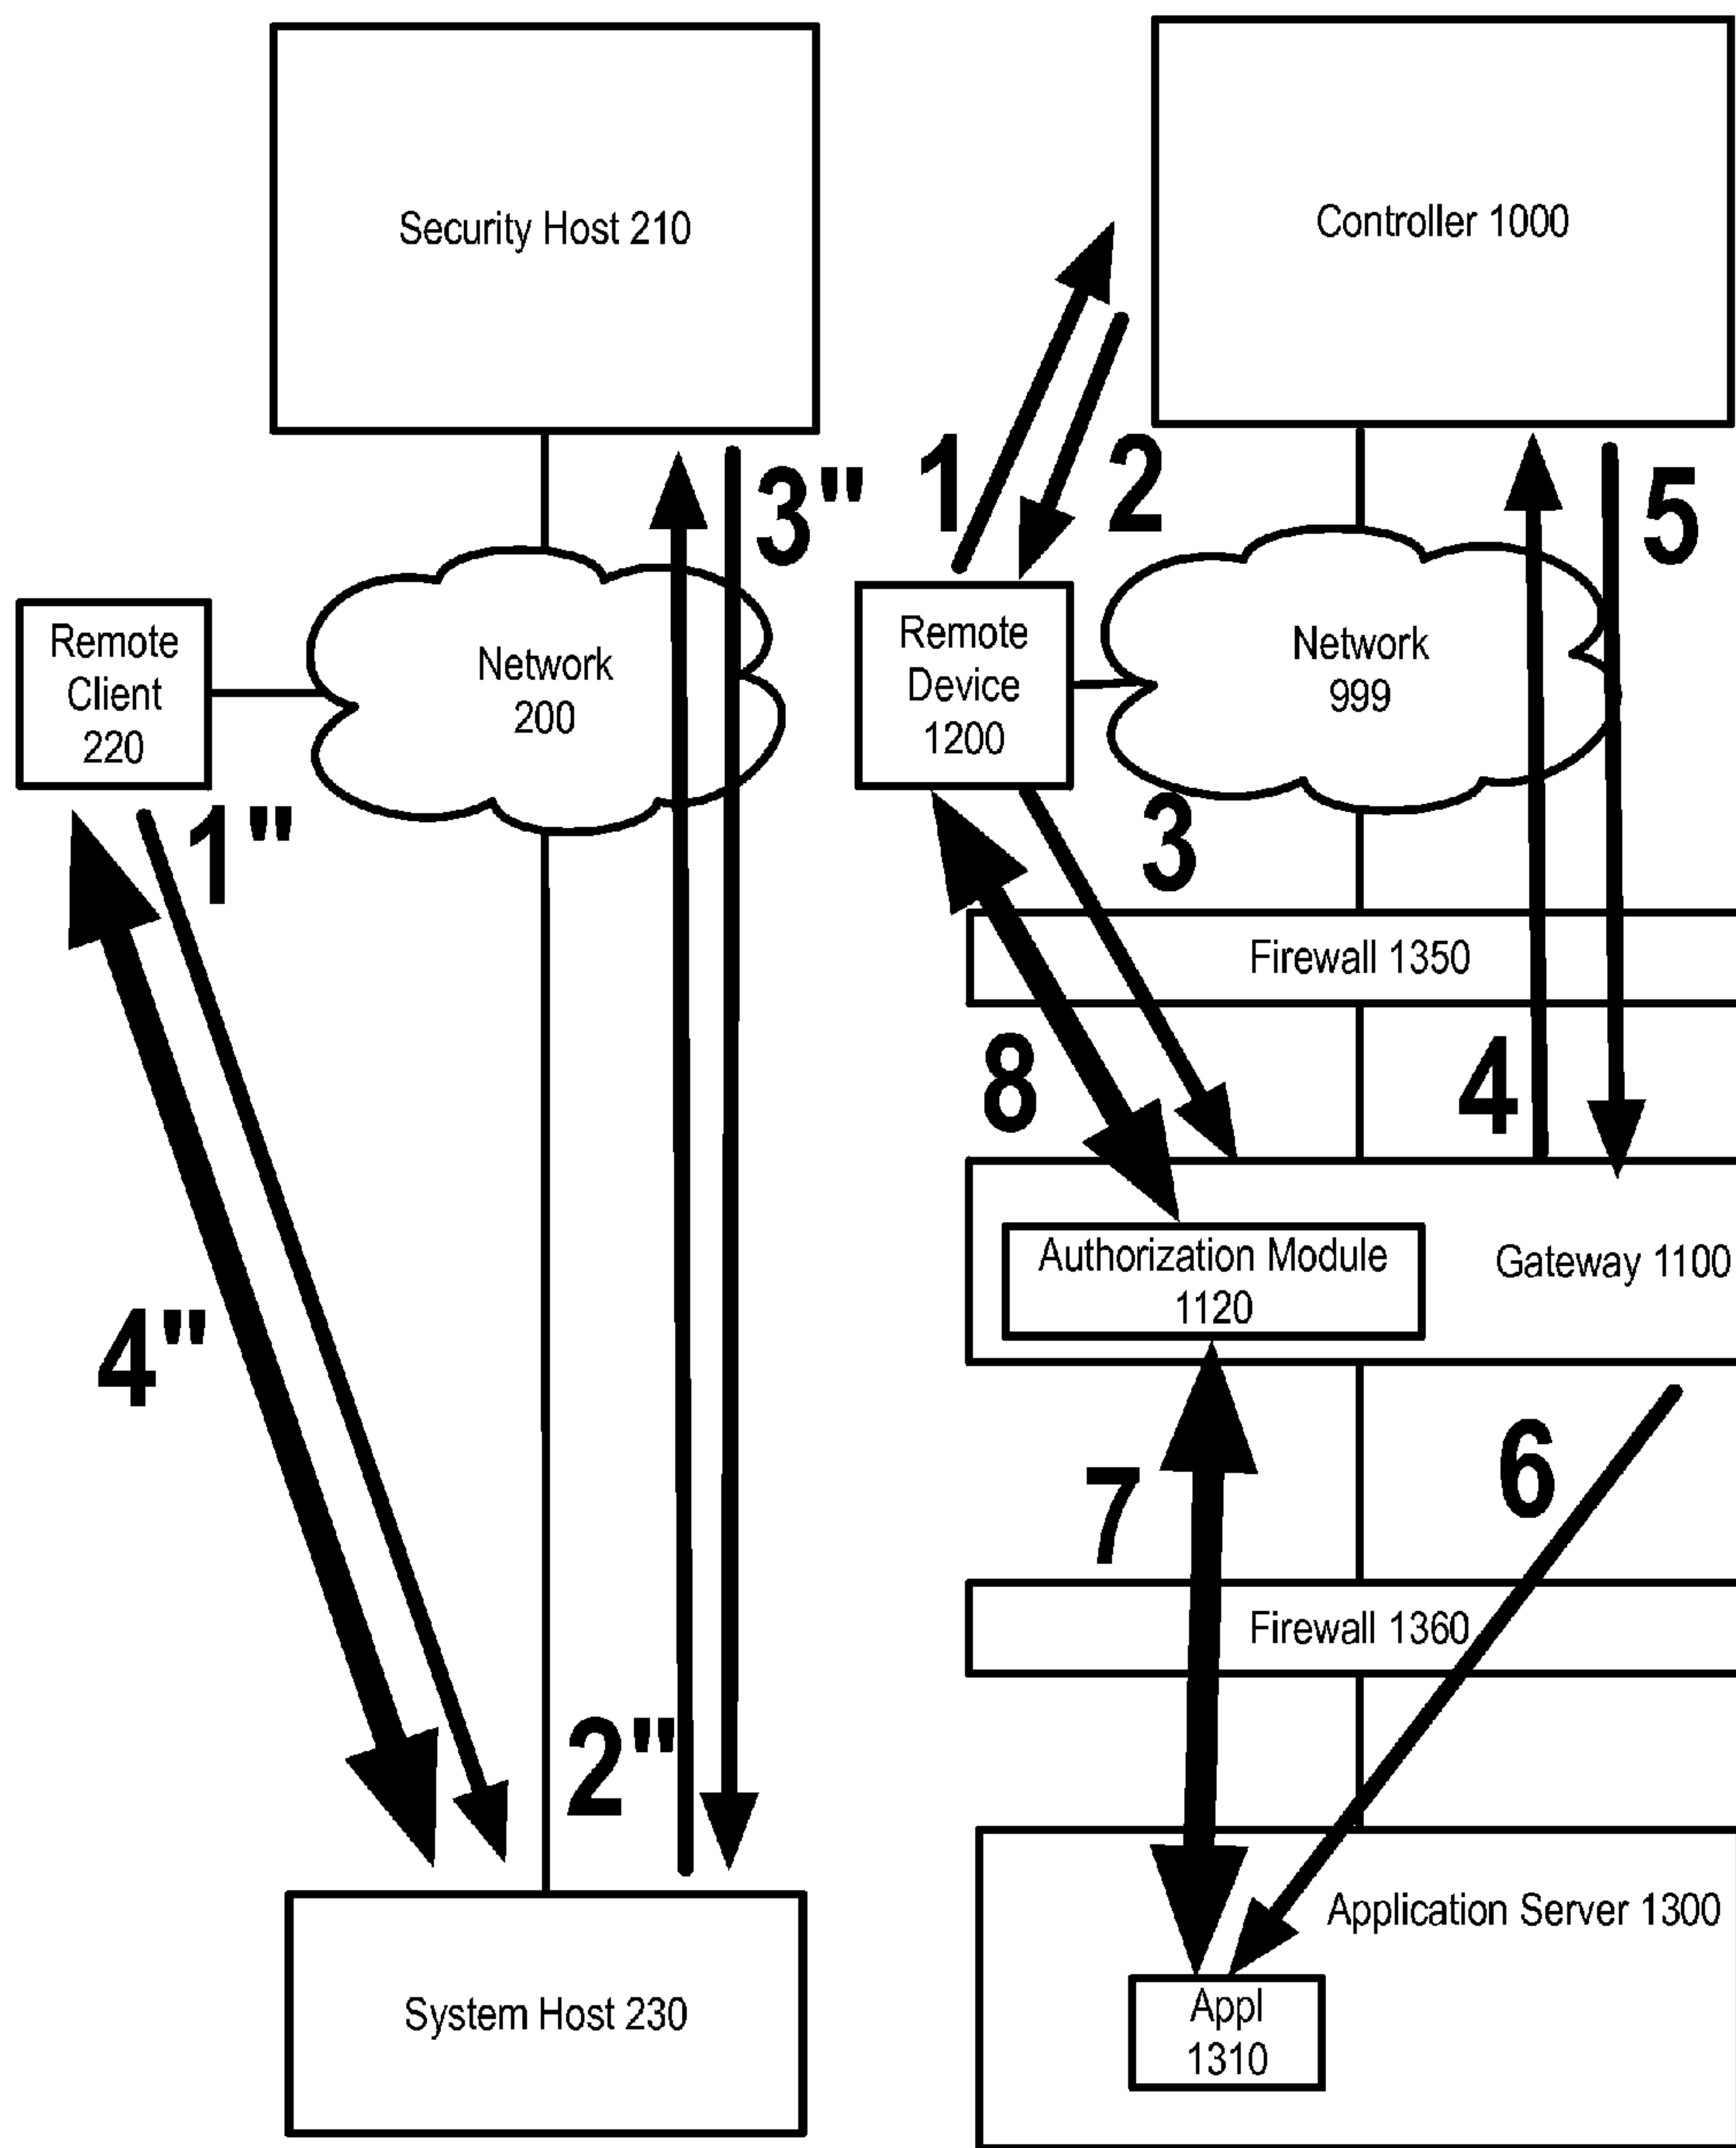 Security Host 210
Controller 1000
1
2
3"
5
Remote
Client
220
Network
200
Remote
Device
1200
Network
999
1"
3
Firewall 1350
8
4
Authorization Module
1120
Gateway 1100
4"
7
6
Firewall 1360
2"
Application Server 1300
System Host 230
Appl
1310